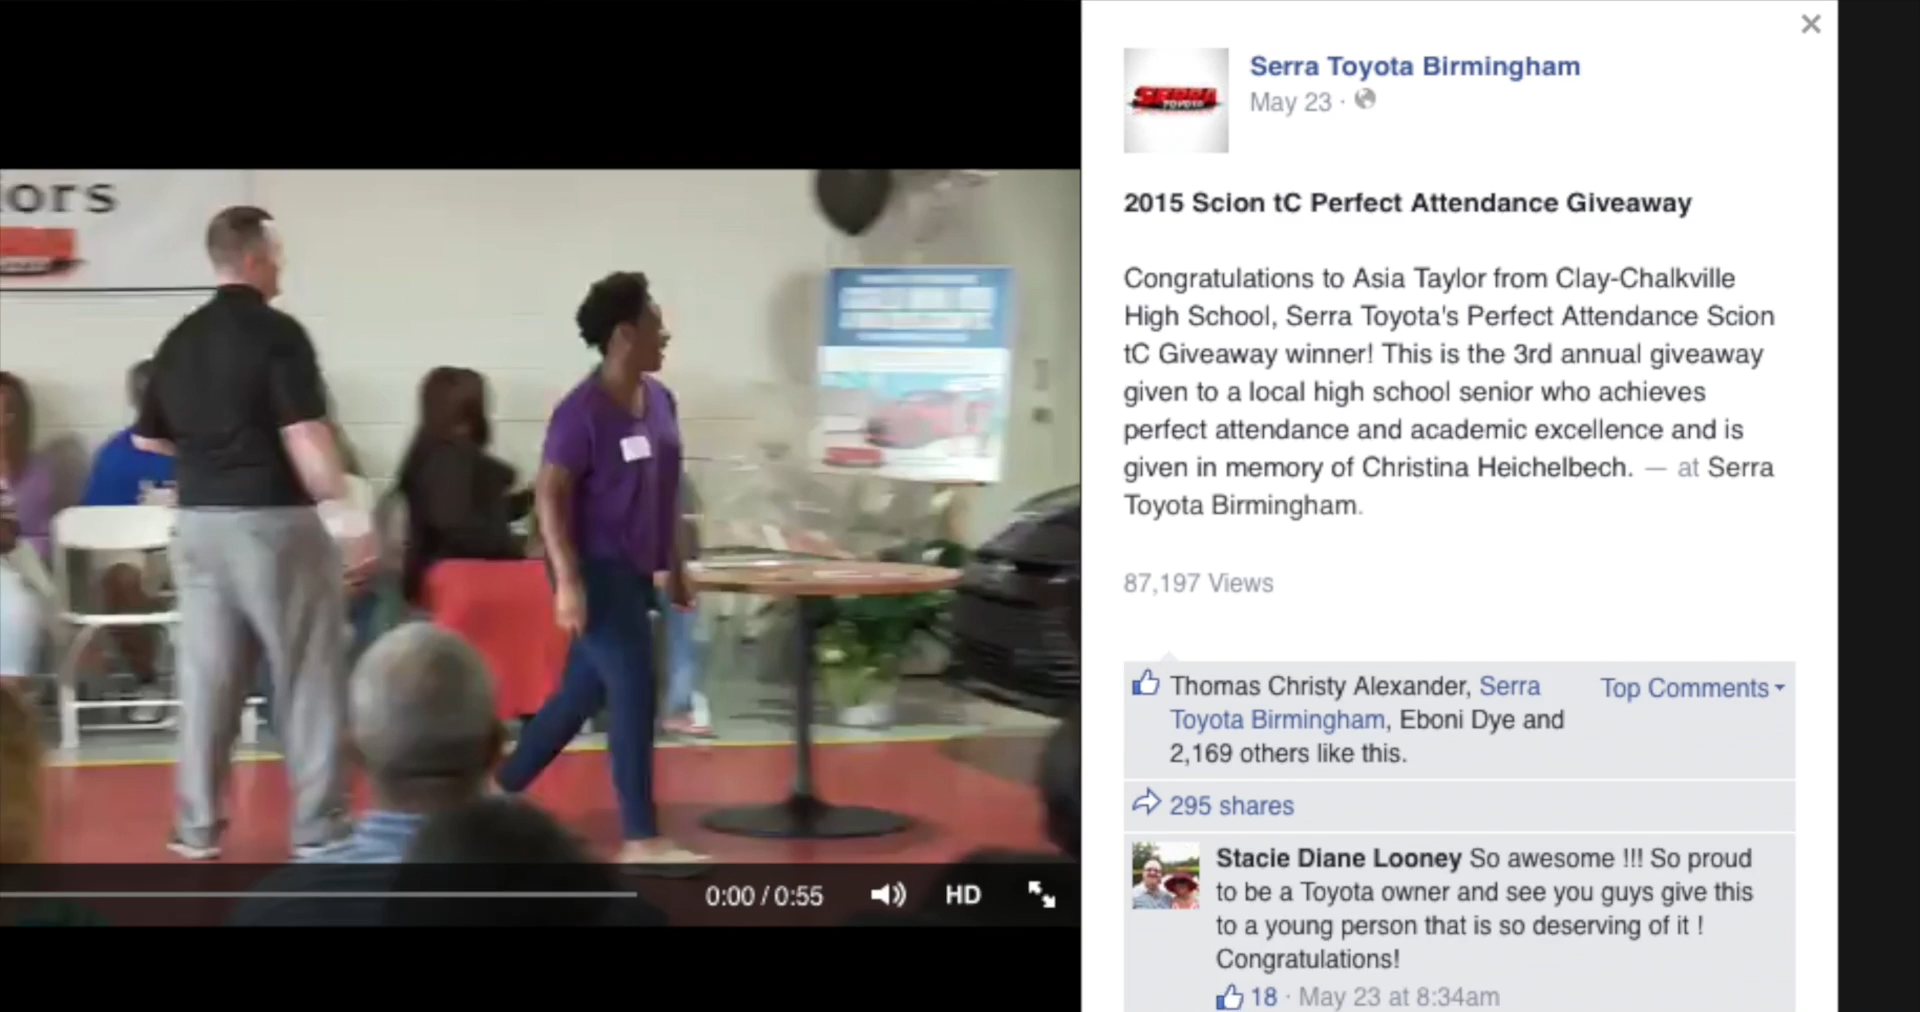 iors
×
SERRA
TOYOTA
Serra Toyota Birmingham
May 23 ·
2015 Scion tC Perfect Attendance Giveaway
Congratulations to Asia Taylor from Clay-Chalkville
High School, Serra Toyota's Perfect Attendance Scion
tC Giveaway winner! This is the 3rd annual giveaway
given to a local high school senior who achieves
perfect attendance and academic excellence and is
given in memory of Christina Heichelbech. — at Serra
Toyota Birmingham.
87,197 Views
Thomas Christy Alexander, Serra
Toyota Birmingham, Eboni Dye and
2,169 others like this.
Top Comments
295 shares
Stacie Diane Looney So awesome !!! So proud
to be a Toyota owner and see you guys give this
to a young person that is so deserving of it !
Congratulations!
18 · May 23 at 8:34am
0:00 / 0:55
HD